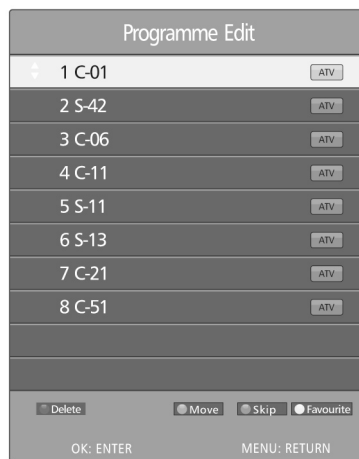 Programme Edit
1 C-01 ATV
2 S-42 ATV
3 C-06 ATV
4 C-11 ATV
5 S-11 ATV
6 S-13 ATV
7 C-21 ATV
8 C-51 ATV
Delete Move Skip Favourite
OK: ENTER MENU: RETURN